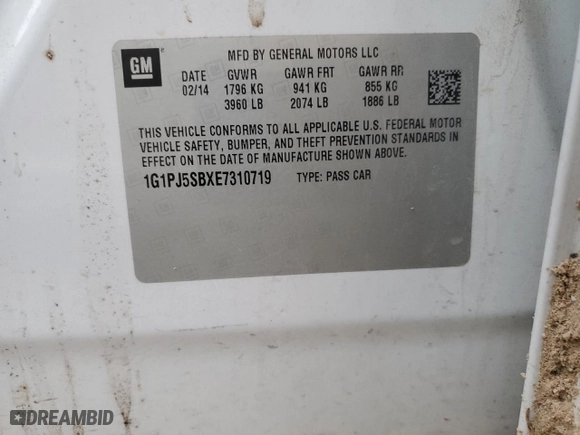 GM
MFD BY GENERAL MOTORS LLC
DATE GVWR GAWR FRT GAWR RR
02/14 1796 KG 941 KG 855 KG
3960 LB 2074 LB 1886 LB
THIS VEHICLE CONFORMS TO ALL APPLICABLE U.S. FEDERAL MOTOR
VEHICLE SAFETY, BUMPER, AND THEFT PREVENTION STANDARDS IN
EFFECT ON THE DATE OF MANUFACTURE SHOWN ABOVE.
1G1PJ5SBXE7310719 TYPE: PASS CAR
DREAMBID